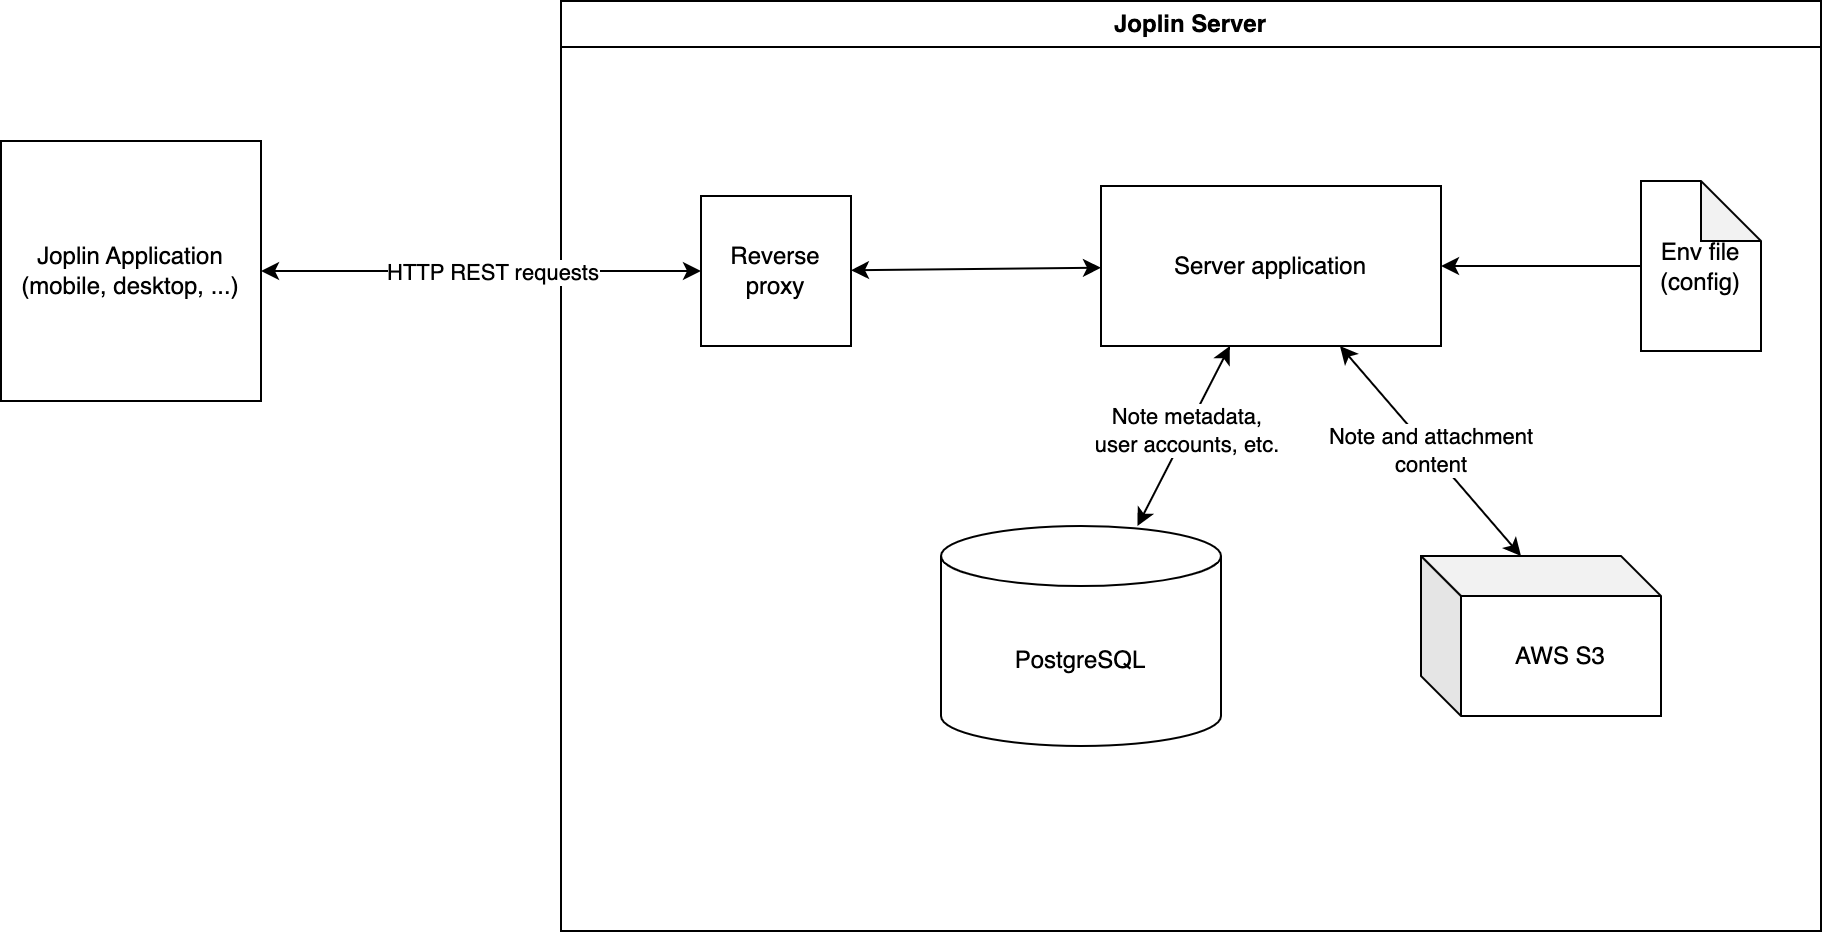 Joplin Server
Joplin Application
(mobile, desktop, ...)
HTTP REST requests
Reverse
proxy
Server application
Env file
(config)
Note metadata,
user accounts, etc.
Note and attachment
content
PostgreSQL
AWS S3